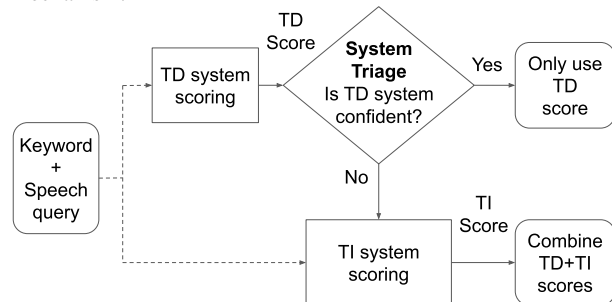 TD
Score
System
Triage
Is TD system
confident?
Yes
Only use
TD
score
TD system
scoring
Keyword
+
Speech
query
No
TI system
scoring
TI
Score
Combine
TD+TI
scores